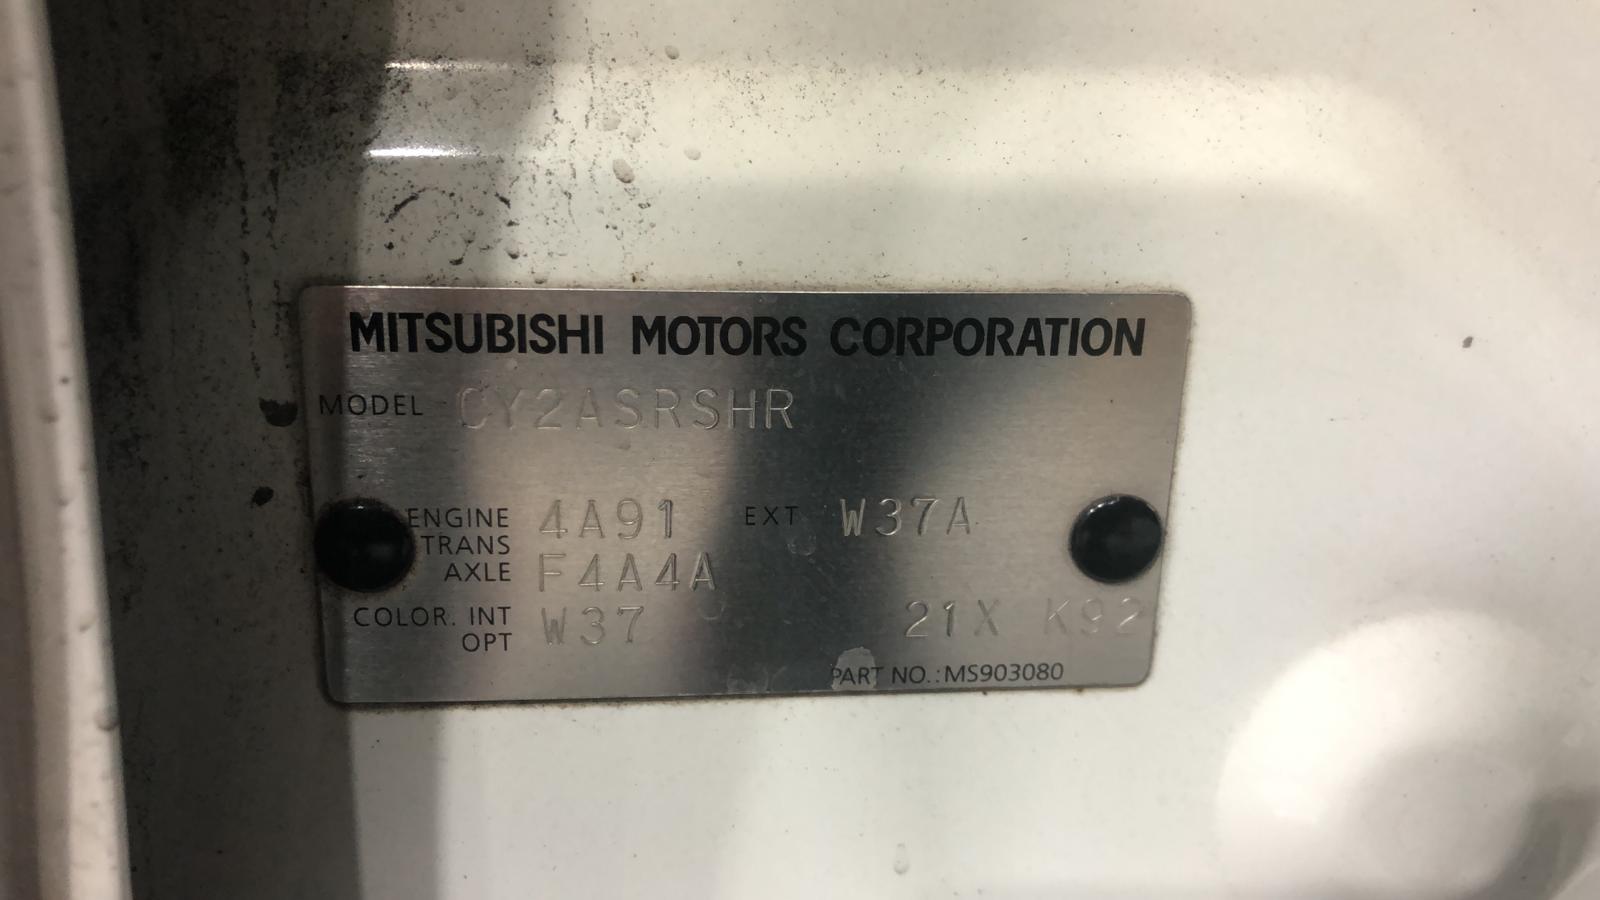 MITSUBISHI MOTORS CORPORATION
MODEL CY2ASRSHR
ENGINE 4A91 EXT W37A
TRANS
AXLE F4A4A
COLOR. INT W37 21X K92
OPT
PART NO.:MS903080